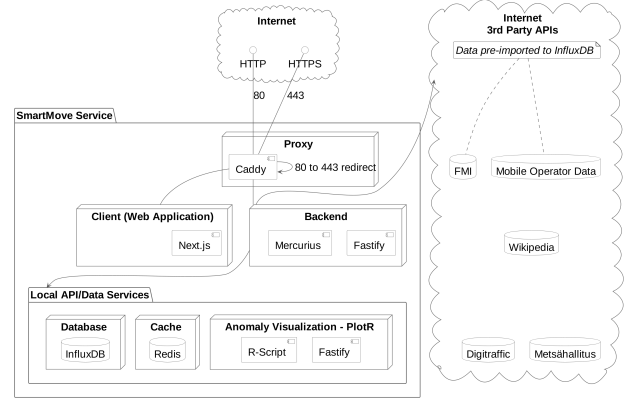 Internet
HTTP
HTTPS
80
443
SmartMove Service
Proxy
Caddy
80 to 443 redirect
Client (Web Application)
Next.js
Backend
Mercurius
Fastify
Local API/Data Services
Database
InfluxDB
Cache
Redis
Anomaly Visualization - PlotR
R-Script
Fastify
Internet
3rd Party APIs
Data pre-imported to InfluxDB
FMI
Mobile Operator Data
Wikipedia
Digitraffic
Metsähallitus